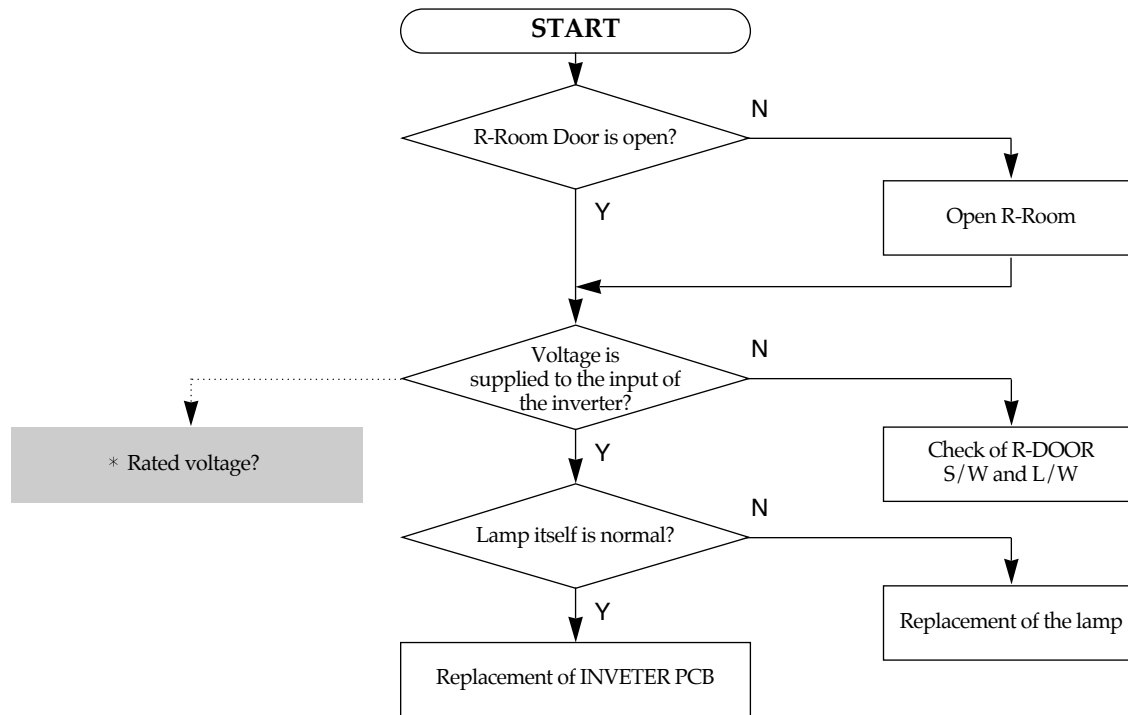 START
R-Room Door is open?
N
Y
Open R-Room
Voltage is
supplied to the input of
the inverter?
N
Y
* Rated voltage?
Check of R-DOOR
S/W and L/W
Lamp itself is normal?
N
Y
Replacement of the lamp
Replacement of INVETER PCB